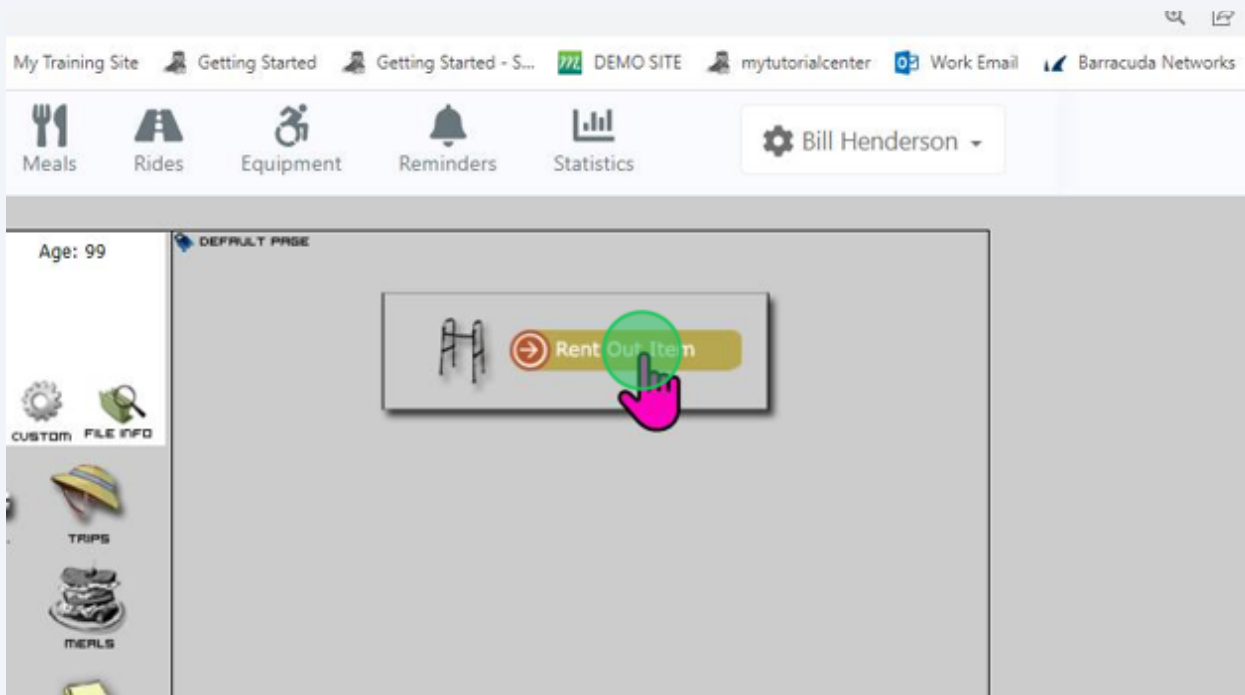 My Training Site Getting Started Getting Started - S... DEMO SITE mytutorialcenter Work Email Barracuda Networks
Meals Rides Equipment Reminders Statistics Bill Henderson
Age: 99
DEFAULT PAGE
Rent Out Item
CUSTOM FILE INFO
TRIPS
MEALS